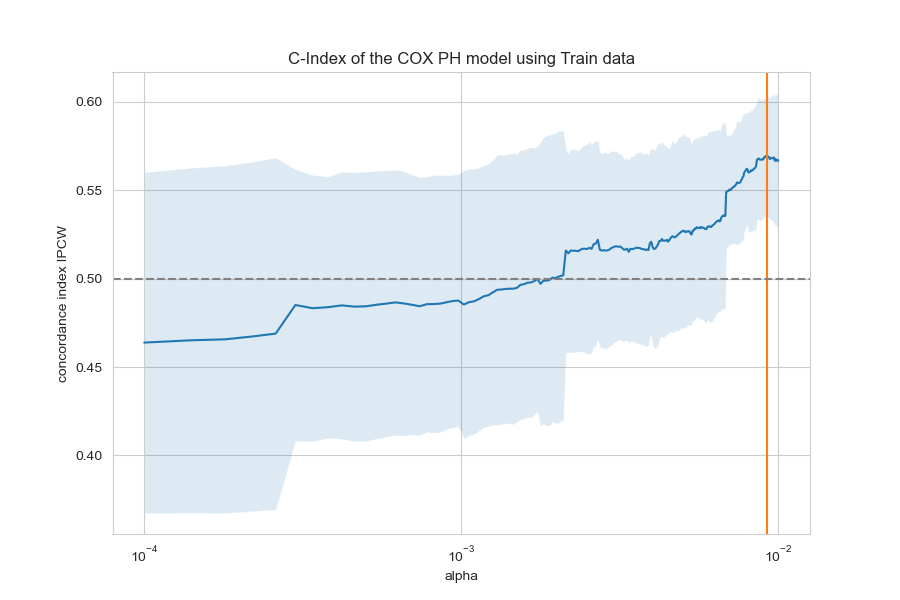 C-Index of the COX PH model using Train data
concordance index IPCW
0.60
0.55
0.50
0.45
0.40
10⁻⁴
10⁻³
10⁻²
alpha